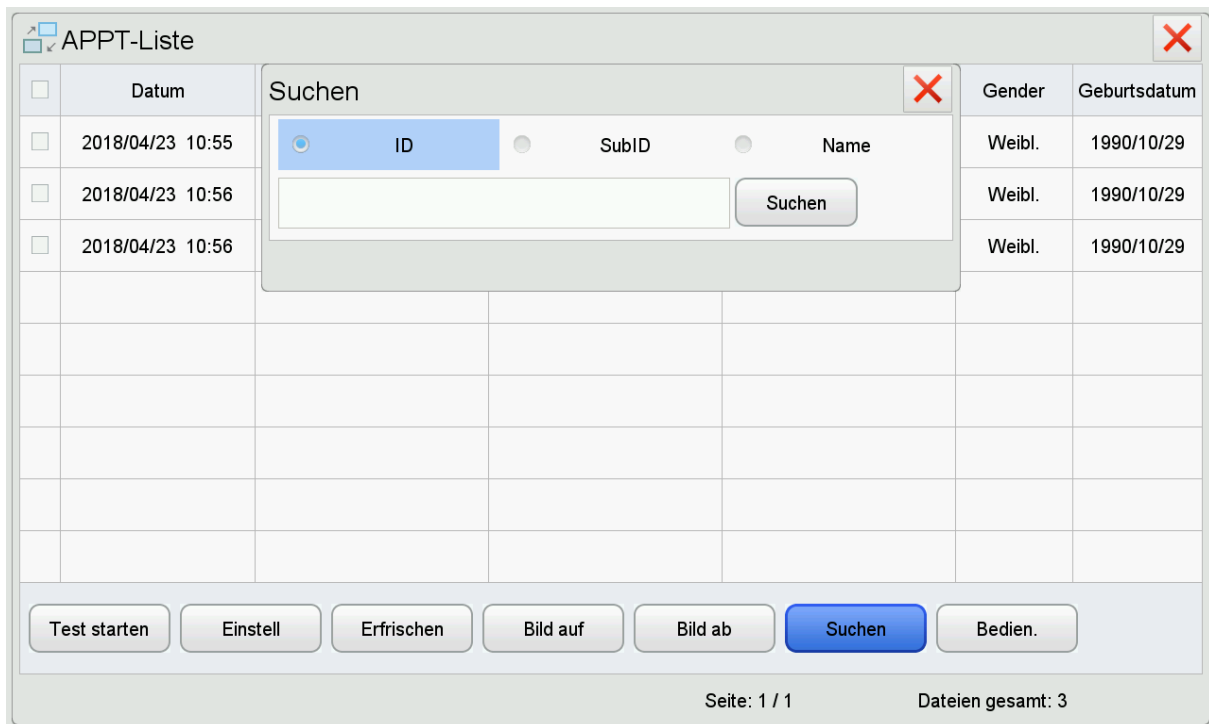 APPT-Liste
Datum Suchen Gender Geburtsdatum
ID SubID Name
2018/04/23 10:55 Weibl. 1990/10/29
2018/04/23 10:56 Suchen Weibl. 1990/10/29
2018/04/23 10:56 Weibl. 1990/10/29
Test starten Einstell Erfrischen Bild auf Bild ab Suchen Bedien.
Seite: 1 / 1 Dateien gesamt: 3